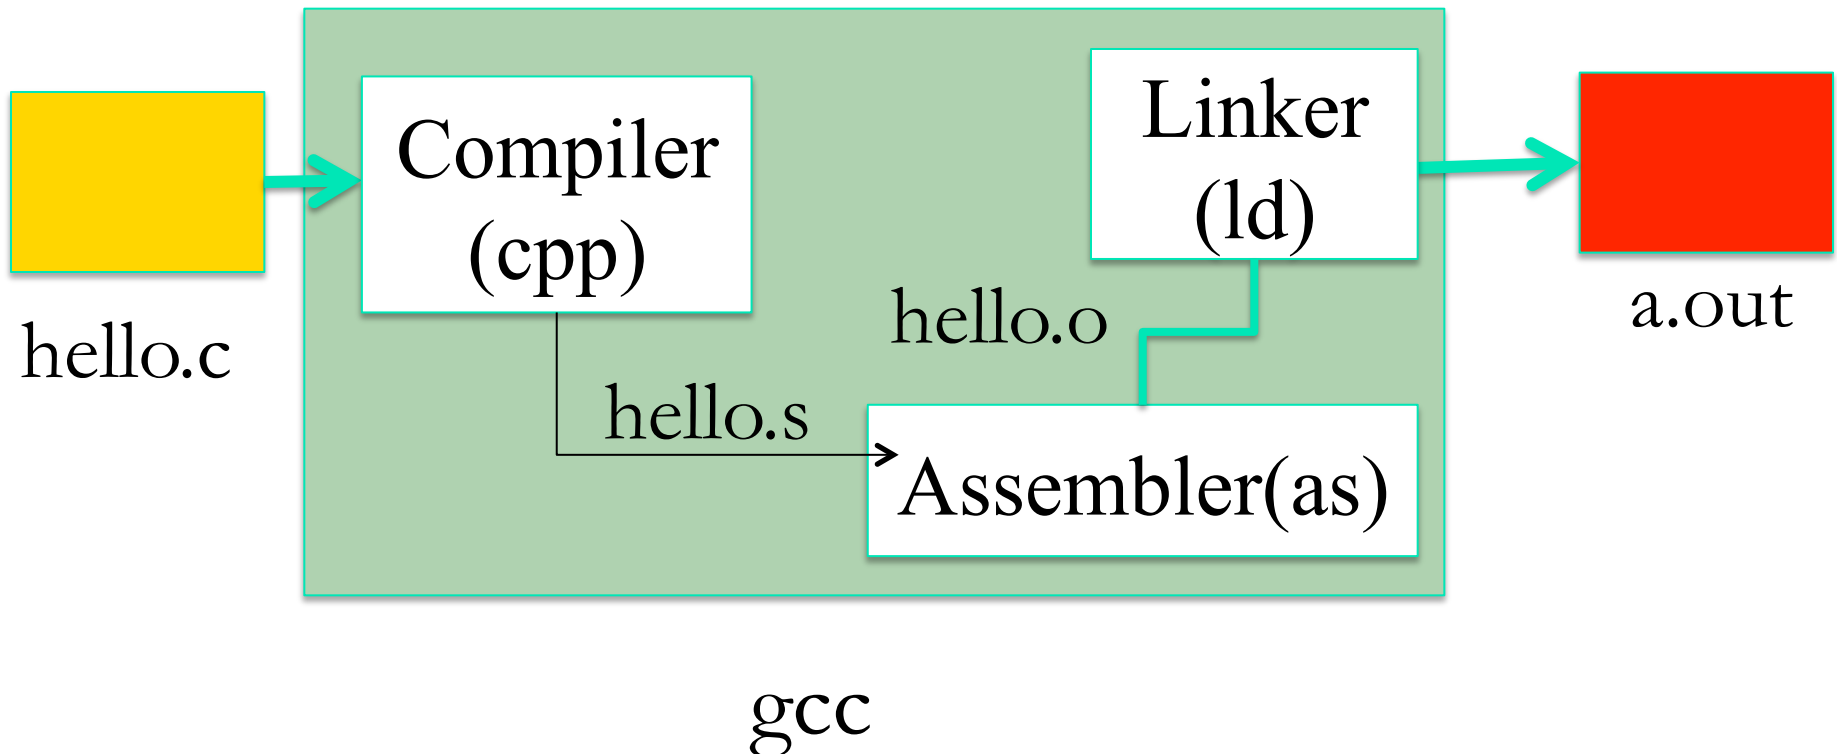 hello.c
Compiler
(cpp)
hello.s
Assembler(as)
hello.o
Linker
(ld)
a.out
gcc